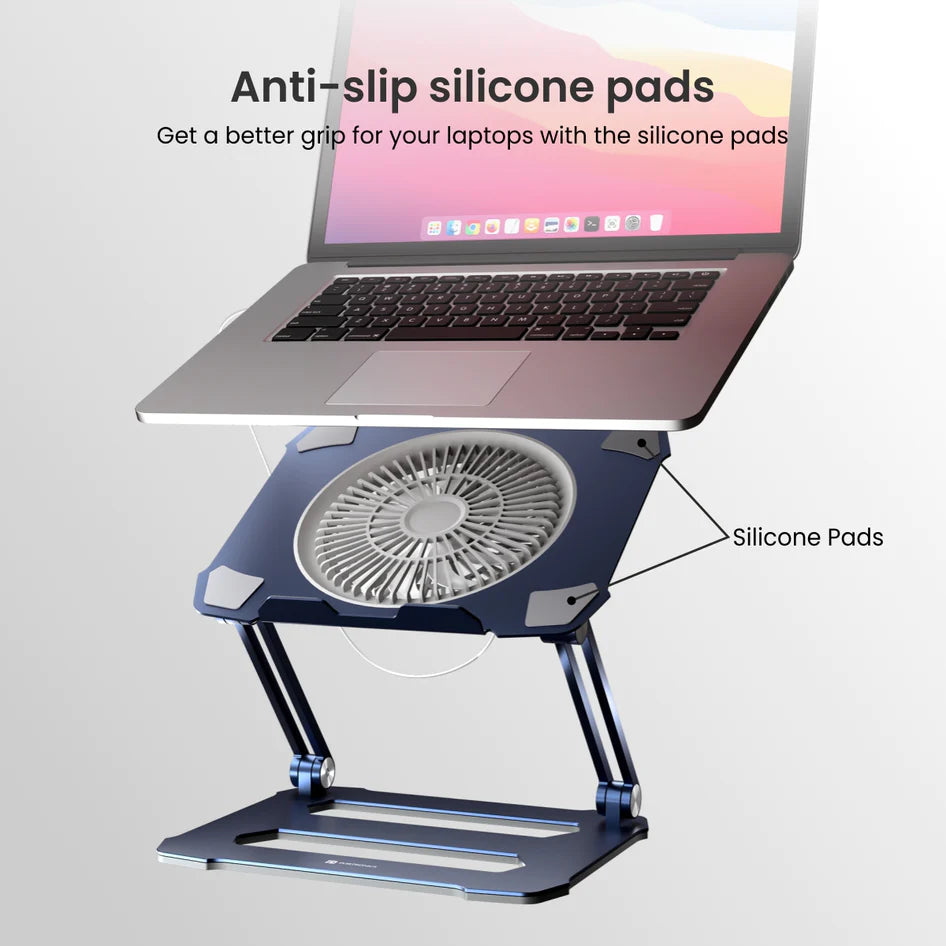 Anti-slip silicone pads
Get a better grip for your laptops with the silicone pads
Silicone Pads